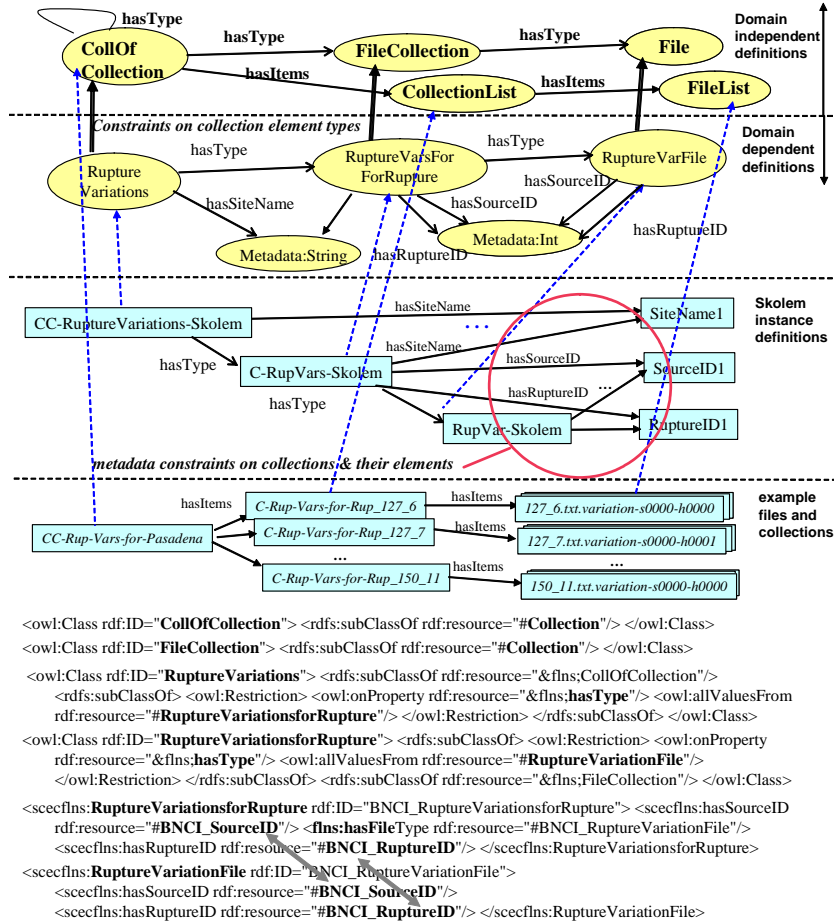 hasType
Domain
independent
definitions
CollOf
Collection
hasType
FileCollection
hasType
File
hasItems
CollectionList
hasItems
FileList
Constraints on collection element types
Domain
dependent
definitions
Rupture
Variations
hasType
RuptureVarsFor
ForRupture
hasType
RuptureVarFile
hasSiteName
hasSourceID
hasSourceID
Metadata:String
hasRuptureID
Metadata:Int
hasRuptureID
CC-RuptureVariations-Skolem
hasSiteName
...
SiteName1
Skolem
instance
definitions
hasType
hasSiteName
C-RupVars-Skolem
hasSourceID
SourceID1
hasType
hasRuptureID
...
RupVar-Skolem
RuptureID1
metadata constraints on collections & their elements
hasItems
C-Rup-Vars-for-Rup_127_6
hasItems
127_6.txt.variation-s0000-h0000
example
files and
collections
CC-Rup-Vars-for-Pasadena
C-Rup-Vars-for-Rup_127_7
hasItems
127_7.txt.variation-s0000-h0001
...
...
C-Rup-Vars-for-Rup_150_11
hasItems
150_11.txt.variation-s0000-h0000
<owl:Class rdf:ID="CollOfCollection"> <rdfs:subClassOf rdf:resource="#Collection"/> </owl:Class>
<owl:Class rdf:ID="FileCollection"> <rdfs:subClassOf rdf:resource="#Collection"/> </owl:Class>
<owl:Class rdf:ID="RuptureVariations"> <rdfs:subClassOf rdf:resource="&flns;CollOfCollection"/>
<rdfs:subClassOf> <owl:Restriction> <owl:onProperty rdf:resource="&flns;hasType"/> <owl:allValuesFrom
rdf:resource="#RuptureVariationsforRupture"/> </owl:Restriction> </rdfs:subClassOf> </owl:Class>
<owl:Class rdf:ID="RuptureVariationsforRupture"> <rdfs:subClassOf> <owl:Restriction> <owl:onProperty
rdf:resource="&flns;hasType"/> <owl:allValuesFrom rdf:resource="#RuptureVariationFile"/>
</owl:Restriction> </rdfs:subClassOf> <rdfs:subClassOf rdf:resource="&flns;FileCollection"/> </owl:Class>
<scecflns:RuptureVariationsforRupture rdf:ID="BNCI_RuptureVariationsforRupture"> <scecflns:hasSourceID
rdf:resource="#BNCI_SourceID"/> <flns:hasFileType rdf:resource="#BNCI_RuptureVariationFile"/>
<scecflns:hasRuptureID rdf:resource="#BNCI_RuptureID"/> </scecflns:RuptureVariationsforRupture>
<scecflns:RuptureVariationFile rdf:ID="BNCI_RuptureVariationFile">
<scecflns:hasSourceID rdf:resource="#BNCI_SourceID"/>
<scecflns:hasRuptureID rdf:resource="#BNCI_RuptureID"/> </scecflns:RuptureVariationFile>